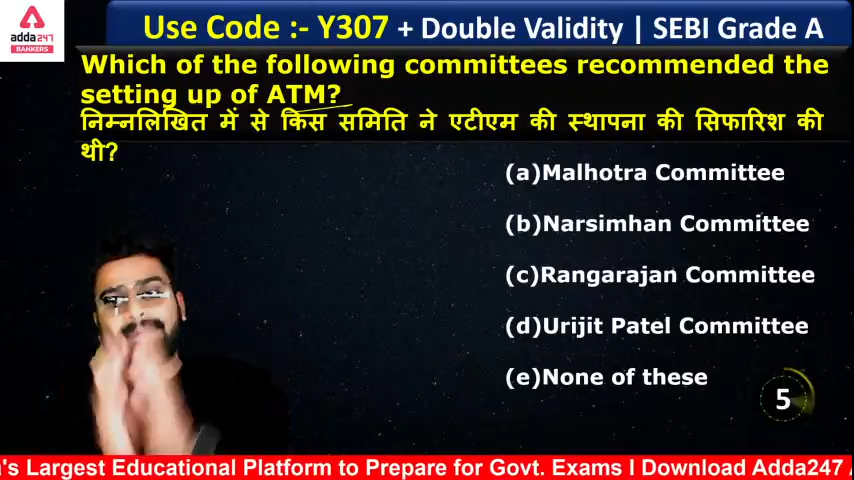 adda247
BANKERS
Use Code :- Y307 + Double Validity | SEBI Grade A
Which of the following committees recommended the
setting up of ATM?
निम्नलिखित में से किस समिति ने एटीएम की स्थापना की सिफारिश की
थी?
(a)Malhotra Committee
(b)Narsimhan Committee
(c)Rangarajan Committee
(d)Urijit Patel Committee
(e)None of these
5
's Largest Educational Platform to Prepare for Govt. Exams I Download Adda247